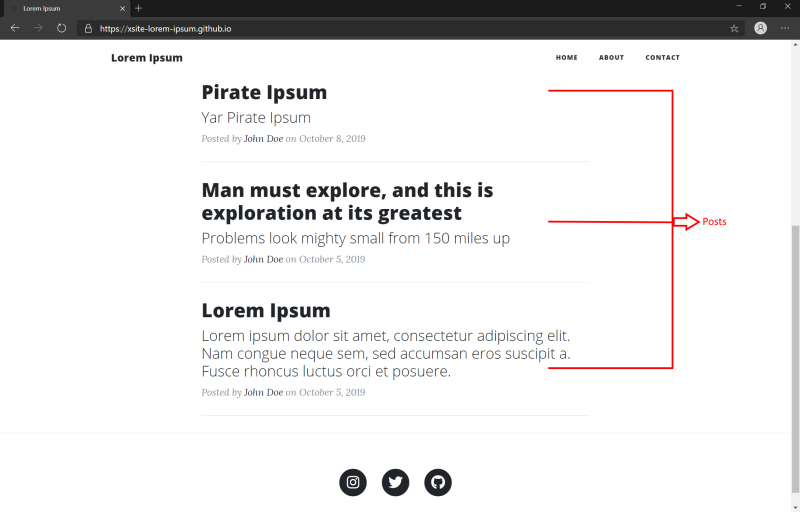 Lorem Ipsum
https://xsite-lorem-ipsum.github.io
Lorem Ipsum
HOME ABOUT CONTACT
Pirate Ipsum
Yar Pirate Ipsum
Posted by John Doe on October 8, 2019
Man must explore, and this is
exploration at its greatest
Problems look mighty small from 150 miles up
Posted by John Doe on October 5, 2019
Posts
Lorem Ipsum
Lorem ipsum dolor sit amet, consectetur adipiscing elit.
Nam congue neque sem, sed accumsan eros suscipit a.
Fusce rhoncus luctus orci et posuere.
Posted by John Doe on October 5, 2019